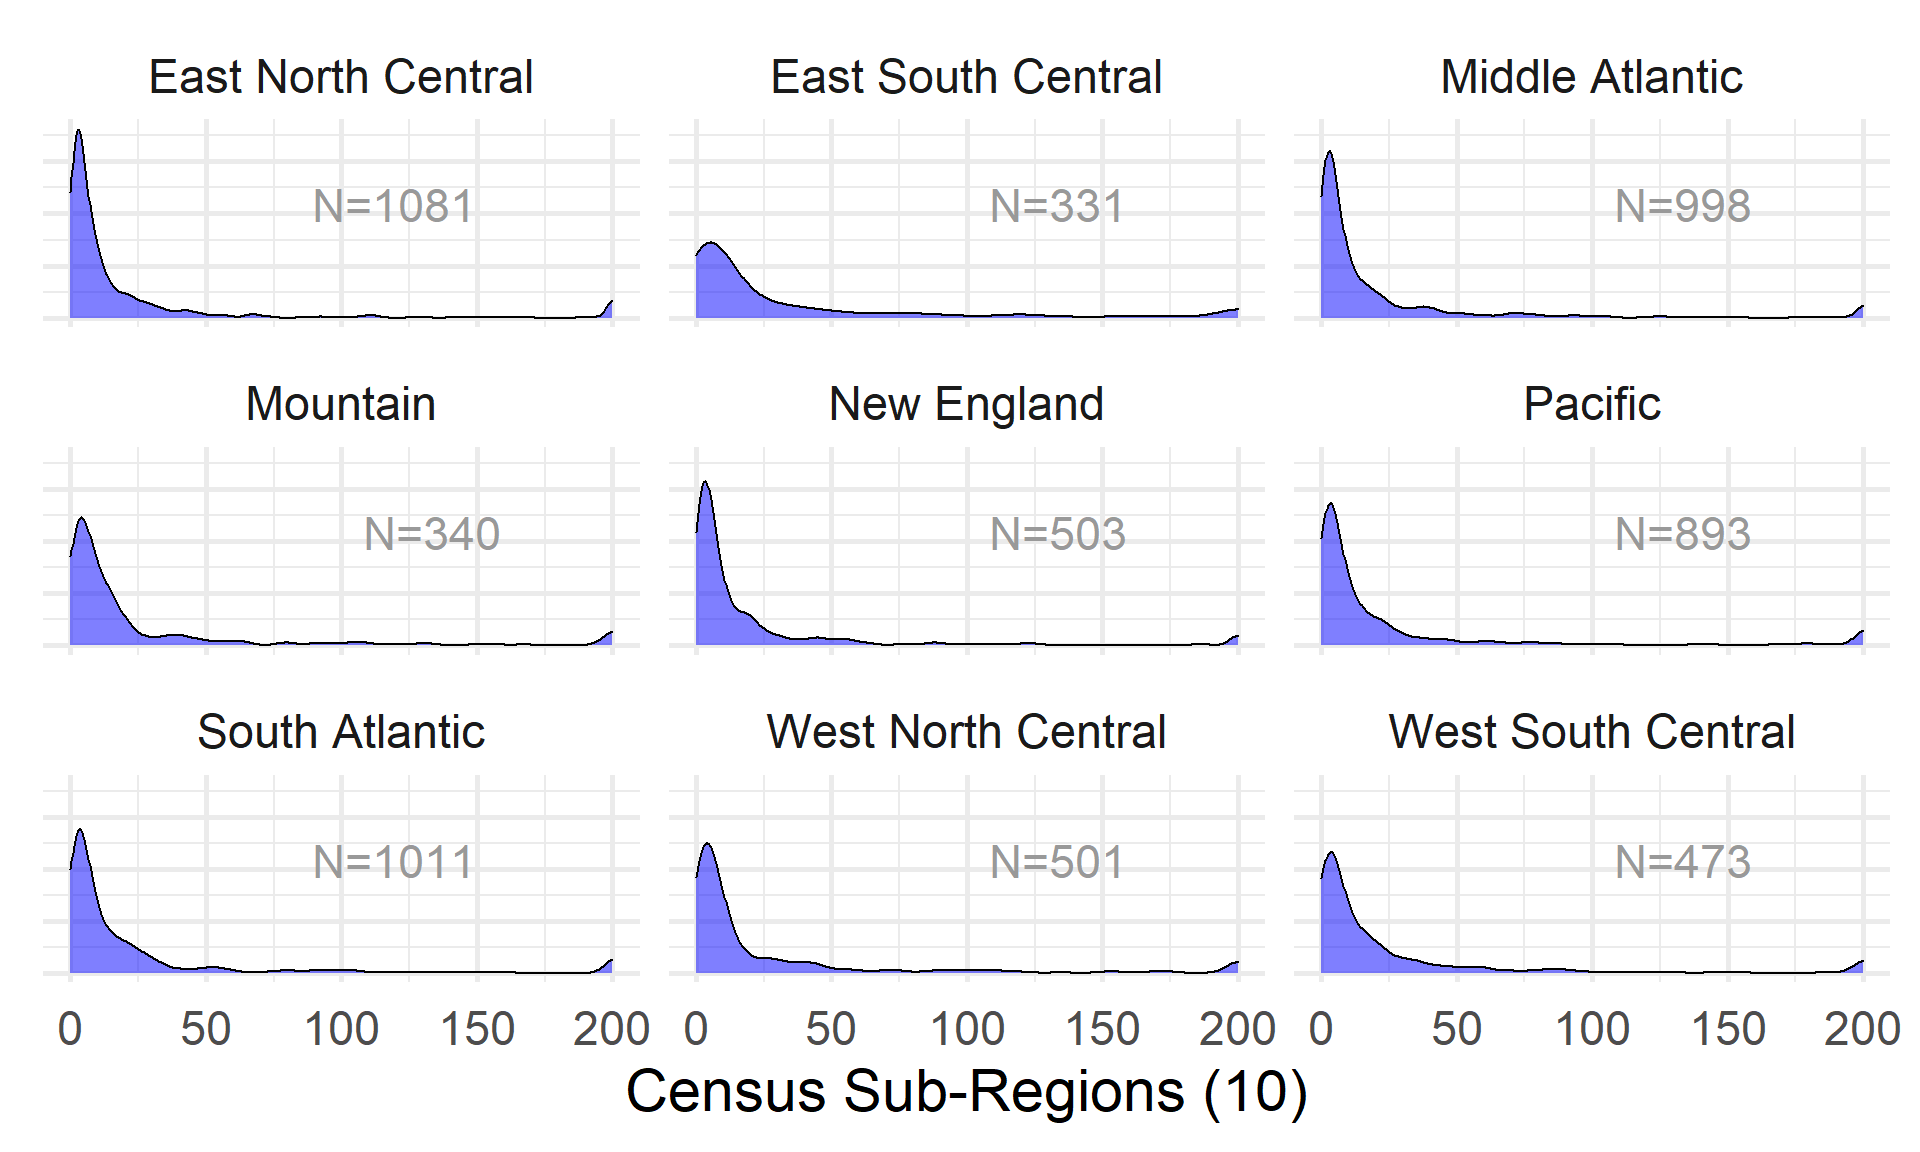 East North Central East South Central Middle Atlantic
N=1081 N=331 N=998
Mountain New England Pacific
N=340 N=503 N=893
South Atlantic West North Central West South Central
N=1011 N=501 N=473
0 50 100 150 200 0 50 100 150 200 0 50 100 150 200
Census Sub-Regions (10)